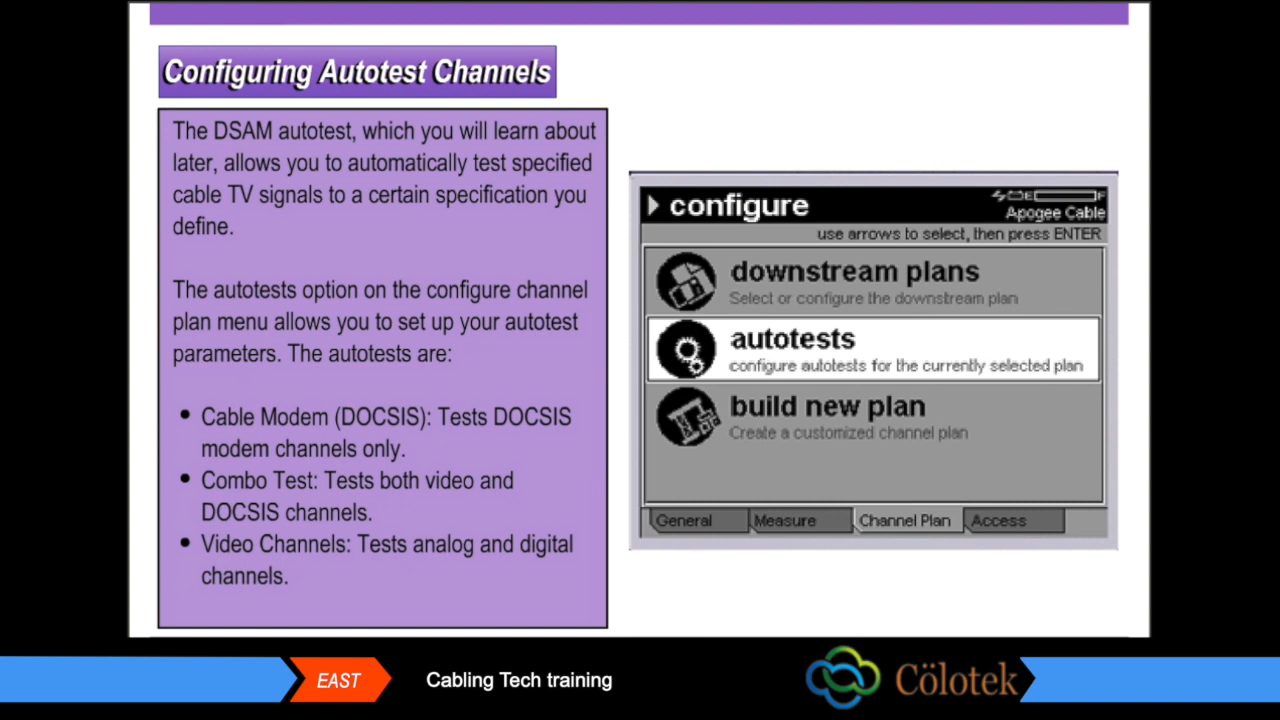 Configuring Autotest Channels
The DSAM autotest, which you will learn about
later, allows you to automatically test specified
cable TV signals to a certain specification you
define.
The autotests option on the configure channel
plan menu allows you to set up your autotest
parameters. The autotests are:
• Cable Modem (DOCSIS): Tests DOCSIS
modem channels only.
• Combo Test: Tests both video and
DOCSIS channels.
• Video Channels: Tests analog and digital
channels.
configure
E F
Apogee Cable
use arrows to select, then press ENTER
downstream plans
Select or configure the downstream plan
autotests
configure autotests for the currently selected plan
build new plan
Create a customized channel plan
General Measure Channel Plan Access
EAST
Cabling Tech training
Cölotek